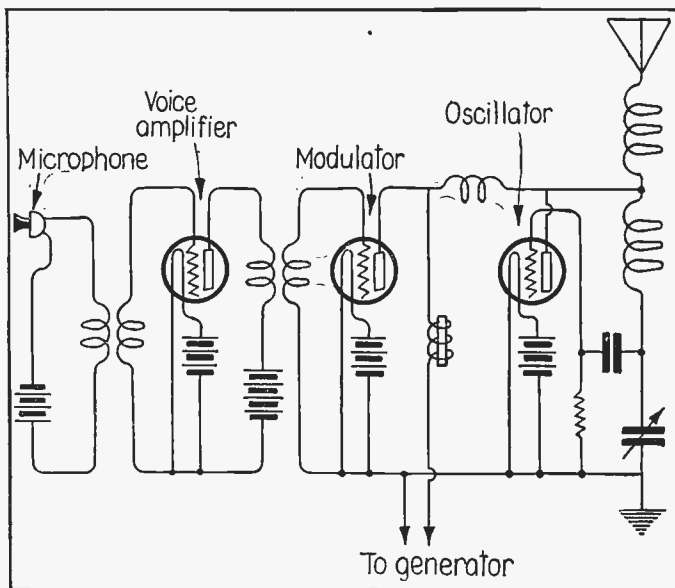 Voice
amplifier
Oscillator
Microphone
Modulator
To generator